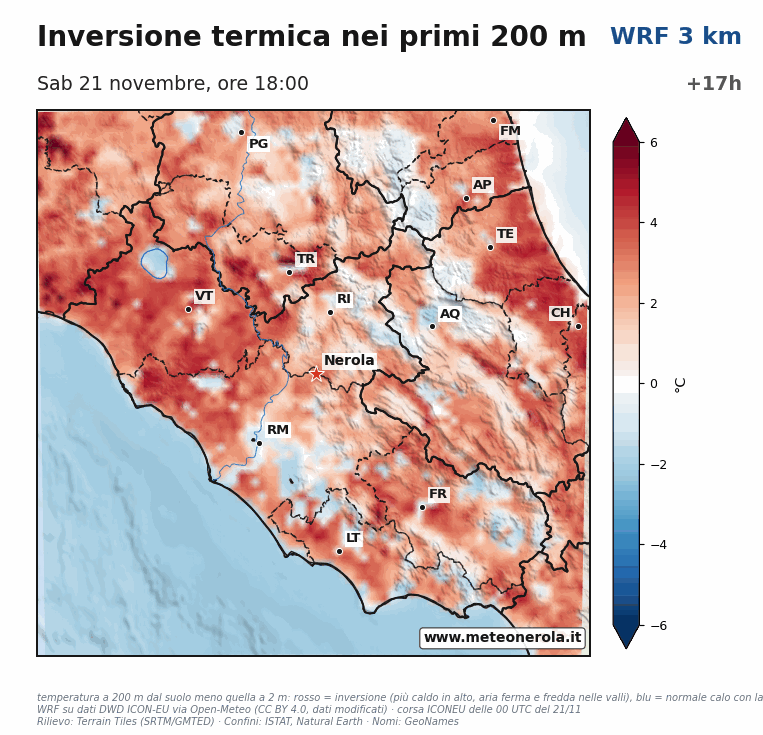 Inversione termica nei primi 200 m WRF 3 km
Sab 21 novembre, ore 18:00 +17h
FM
PG
AP
TE
TR
VT
RI
AQ
CH
Nerola
RM
FR
LT
www.meteonerola.it
6
4
2
0
−2
−4
−6
°C
temperatura a 200 m dal suolo meno quella a 2 m: rosso = inversione (più caldo in alto, aria ferma e fredda nelle valli), blu = normale calo con la
WRF su dati DWD ICON-EU via Open-Meteo (CC BY 4.0, dati modificati) · corsa ICONEU delle 00 UTC del 21/11
Rilievo: Terrain Tiles (SRTM/GMTED) · Confini: ISTAT, Natural Earth · Nomi: GeoNames